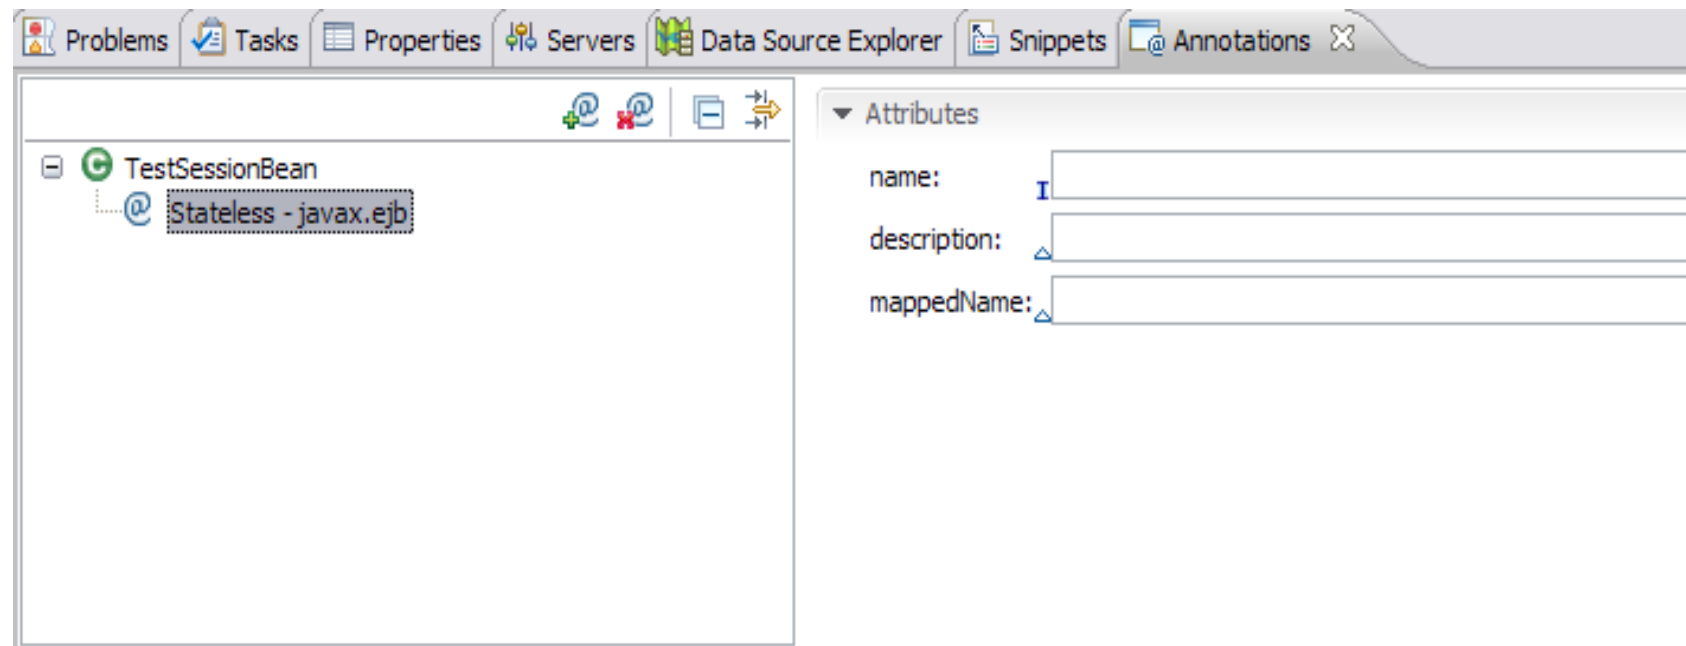 Problems Tasks Properties Servers Data Source Explorer Snippets Annotations
Attributes
TestSessionBean
Stateless - javax.ejb
name:
description:
mappedName: